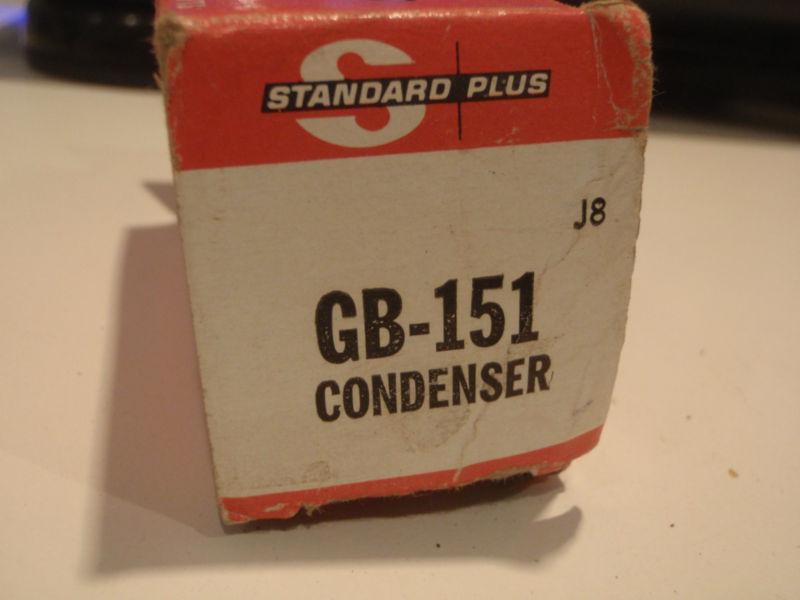 S
STANDARD PLUS
J8
GB-151
CONDENSER